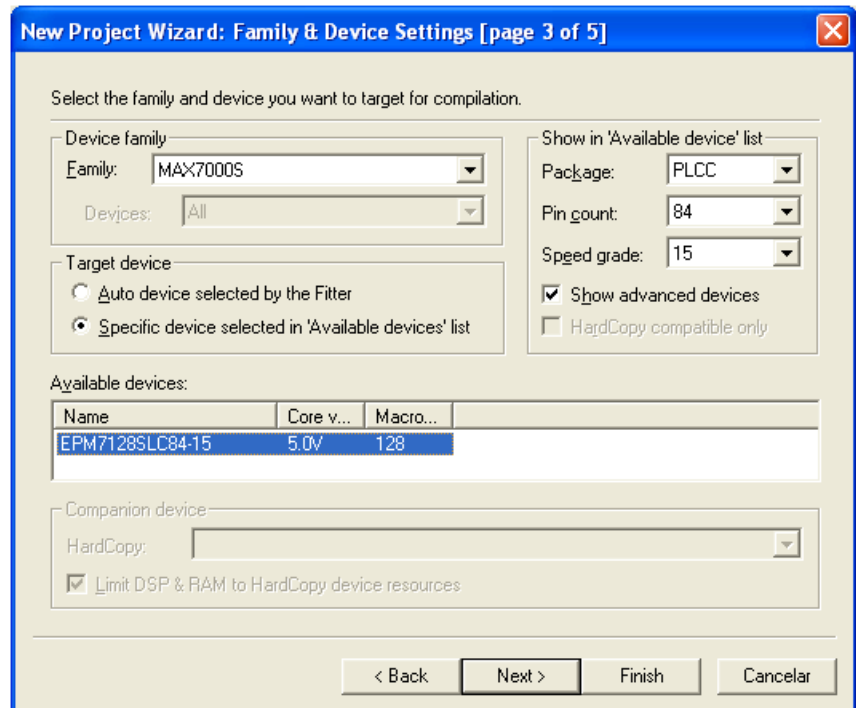 New Project Wizard: Family & Device Settings [page 3 of 5]
Select the family and device you want to target for compilation.
Device family
Family: MAX7000S
Devices: All
Show in 'Available device' list
Package: PLCC
Pin count: 84
Speed grade: 15
Show advanced devices
HardCopy compatible only
Target device
Auto device selected by the Fitter
Specific device selected in 'Available devices' list
Available devices:
Name Core v... Macro...
EPM7128SLC84-15 5.0V 128
Companion device
HardCopy:
Limit DSP & RAM to HardCopy device resources
< Back Next > Finish Cancelar